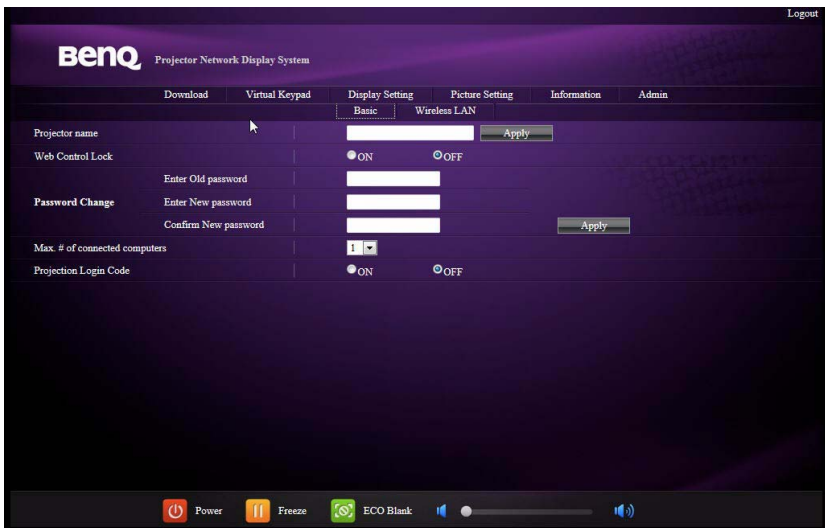 Logout
BenQ Projector Network Display System
Download Virtual Keypad Display Setting Picture Setting Information Admin
Basic Wireless LAN
Projector name Apply
Web Control Lock ON OFF
Enter Old password
Password Change Enter New password
Confirm New password Apply
Max. # of connected computers 1
Projection Login Code ON OFF
Power Freeze ECO Blank